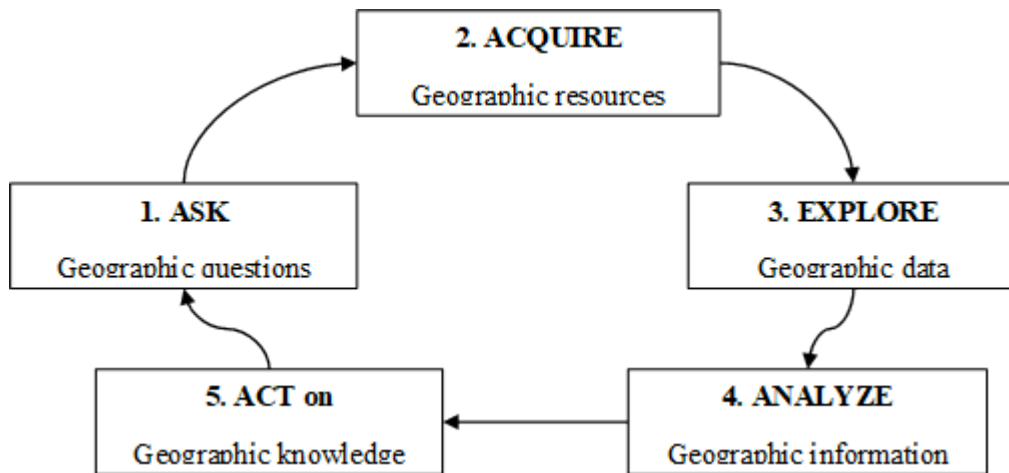 2. ACQUIRE
Geographic resources
1. ASK
Geographic questions
3. EXPLORE
Geographic data
5. ACT on
Geographic knowledge
4. ANALYZE
Geographic information